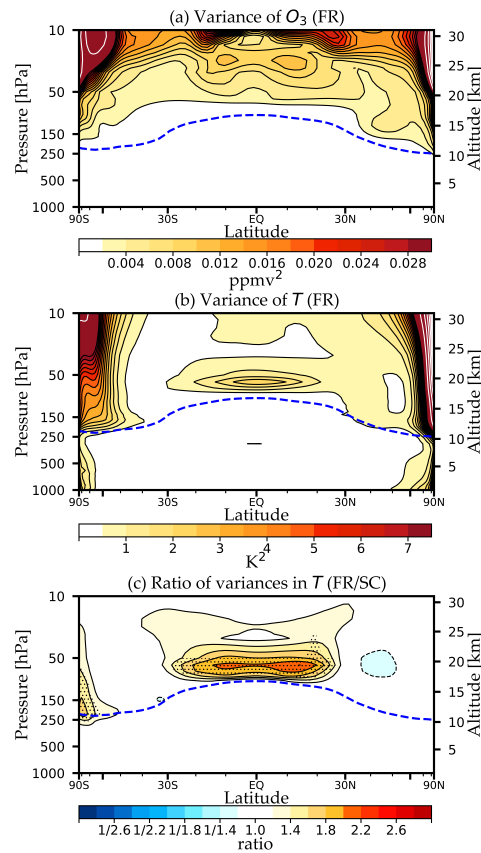 (a) Variance of O₃ (FR)
Pressure [hPa]
10
50
150
250
500
1000
Altitude [km]
30
25
20
15
10
5
90S 30S EQ 30N 90N
Latitude
0.004 0.008 0.012 0.016 0.020 0.024 0.028
ppmv²
(b) Variance of T (FR)
Pressure [hPa]
10
50
150
250
500
1000
Altitude [km]
30
25
20
15
10
5
90S 30S EQ 30N 90N
Latitude
1 2 3 4 5 6 7
K²
(c) Ratio of variances in T (FR/SC)
Pressure [hPa]
10
50
150
250
500
1000
Altitude [km]
30
25
20
15
10
5
90S 30S EQ 30N 90N
Latitude
1/2.6 1/2.2 1/1.8 1/1.4 1.0 1.4 1.8 2.2 2.6
ratio